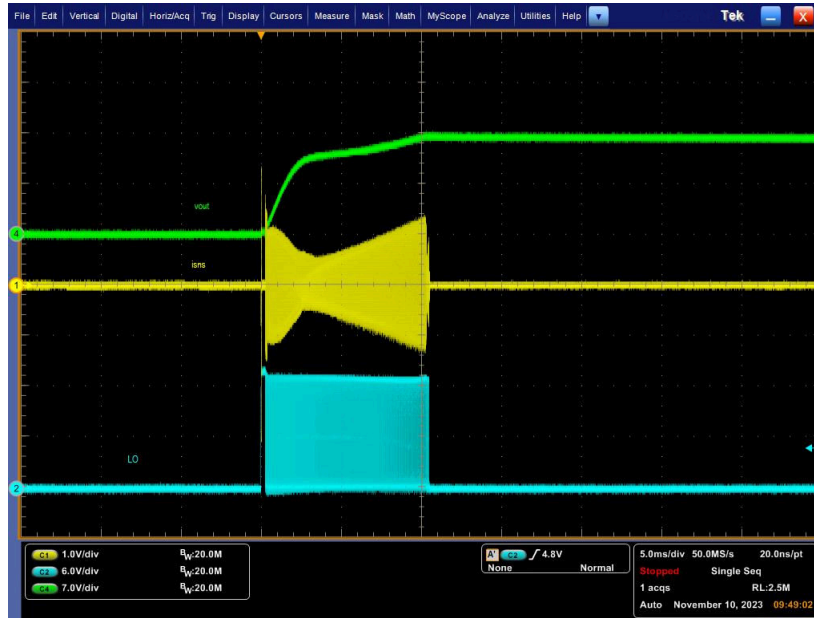 File Edit Vertical Digital Horiz/Acq Trig Display Cursors Measure Mask Math MyScope Analyze Utilities Help Tek X
4
vout
isns
1
LO
2
C1 1.0V/div BW:20.0M
C2 6.0V/div BW:20.0M
C4 7.0V/div BW:20.0M
A' C2 4.8V
None Normal
5.0ms/div 50.0MS/s 20.0ns/pt
Stopped Single Seq
1 acqs RL:2.5M
Auto November 10, 2023 09:49:02